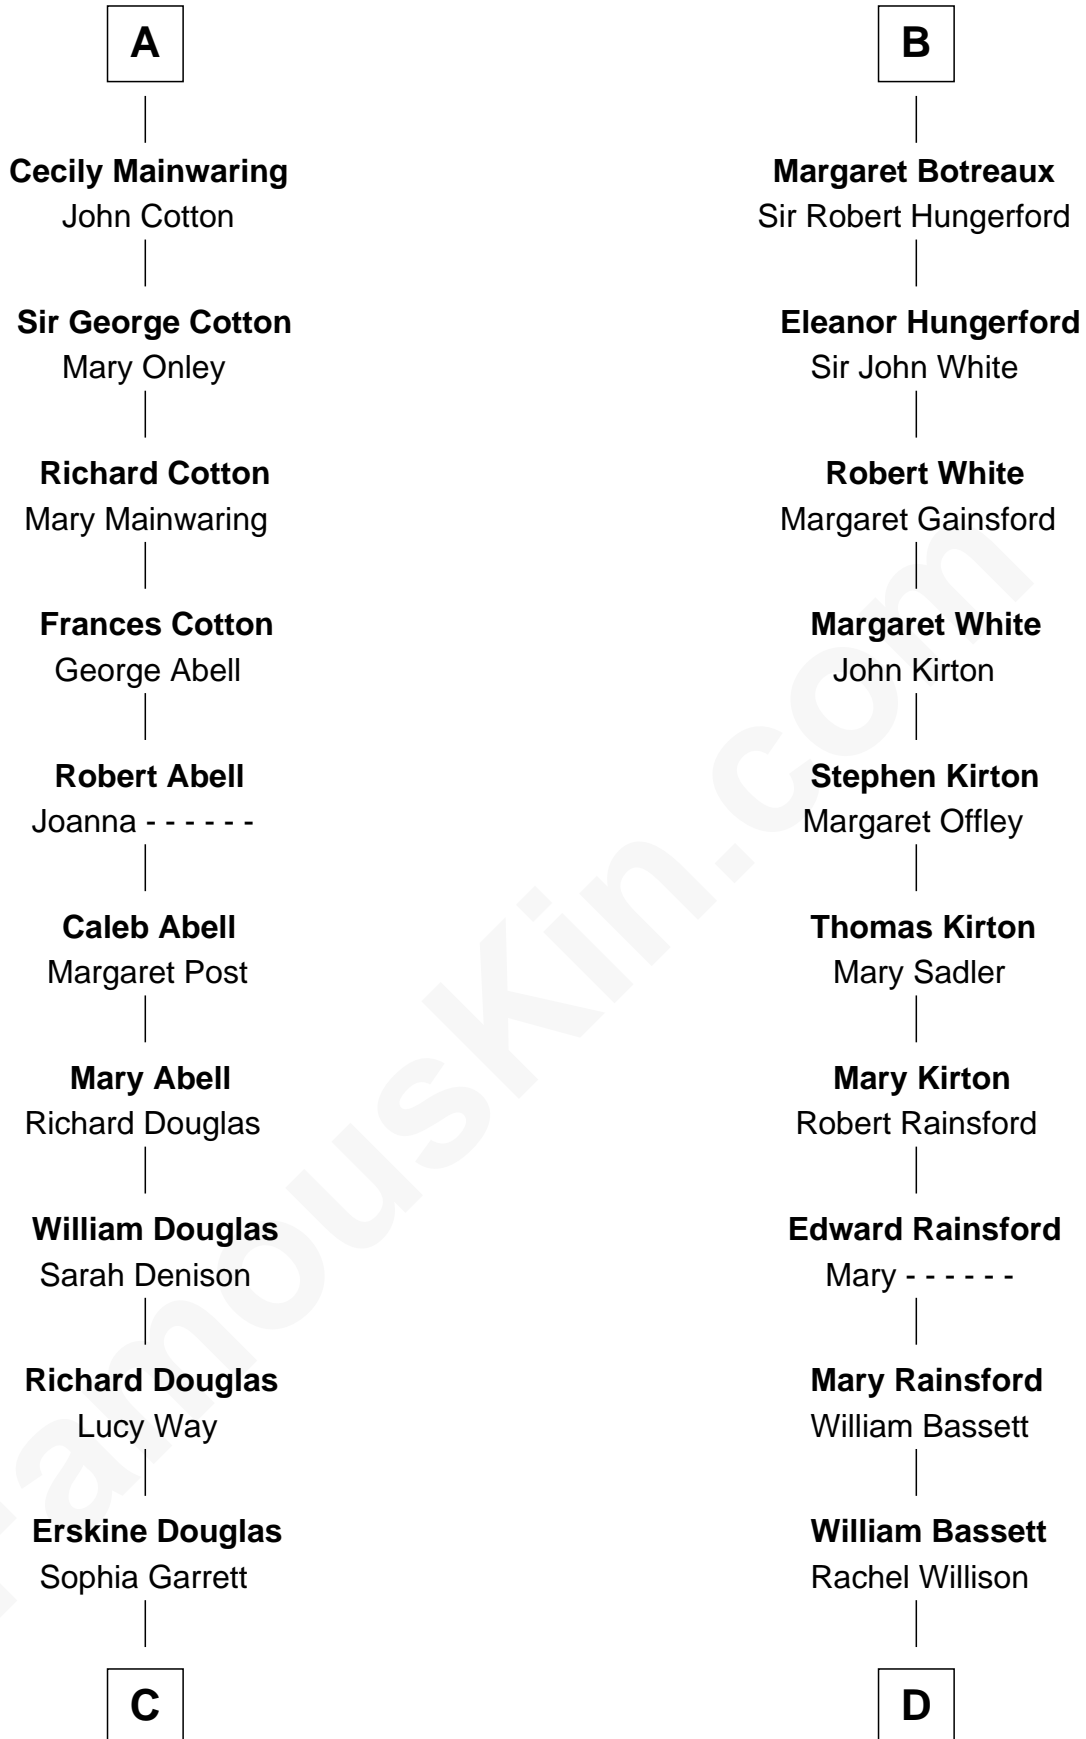 A
Cecily Mainwaring
John Cotton
Sir George Cotton
Mary Onley
Richard Cotton
Mary Mainwaring
Frances Cotton
George Abell
Robert Abell
Joanna - - - - - -
Caleb Abell
Margaret Post
Mary Abell
Richard Douglas
William Douglas
Sarah Denison
Richard Douglas
Lucy Way
Erskine Douglas
Sophia Garrett
C
B
Margaret Botreaux
Sir Robert Hungerford
Eleanor Hungerford
Sir John White
Robert White
Margaret Gainsford
Margaret White
John Kirton
Stephen Kirton
Margaret Offley
Thomas Kirton
Mary Sadler
Mary Kirton
Robert Rainsford
Edward Rainsford
Mary - - - - - -
Mary Rainsford
William Bassett
William Bassett
Rachel Willison
D
FamousKin.com